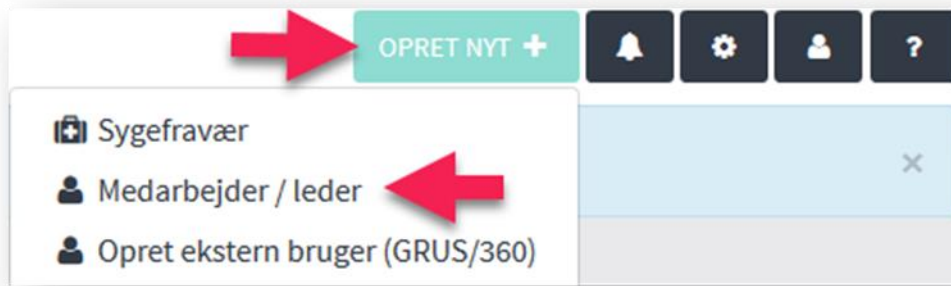 OPRET NYT +
?
Sygefravær
×
Medarbejder / leder
Opret ekstern bruger (GRUS/360)